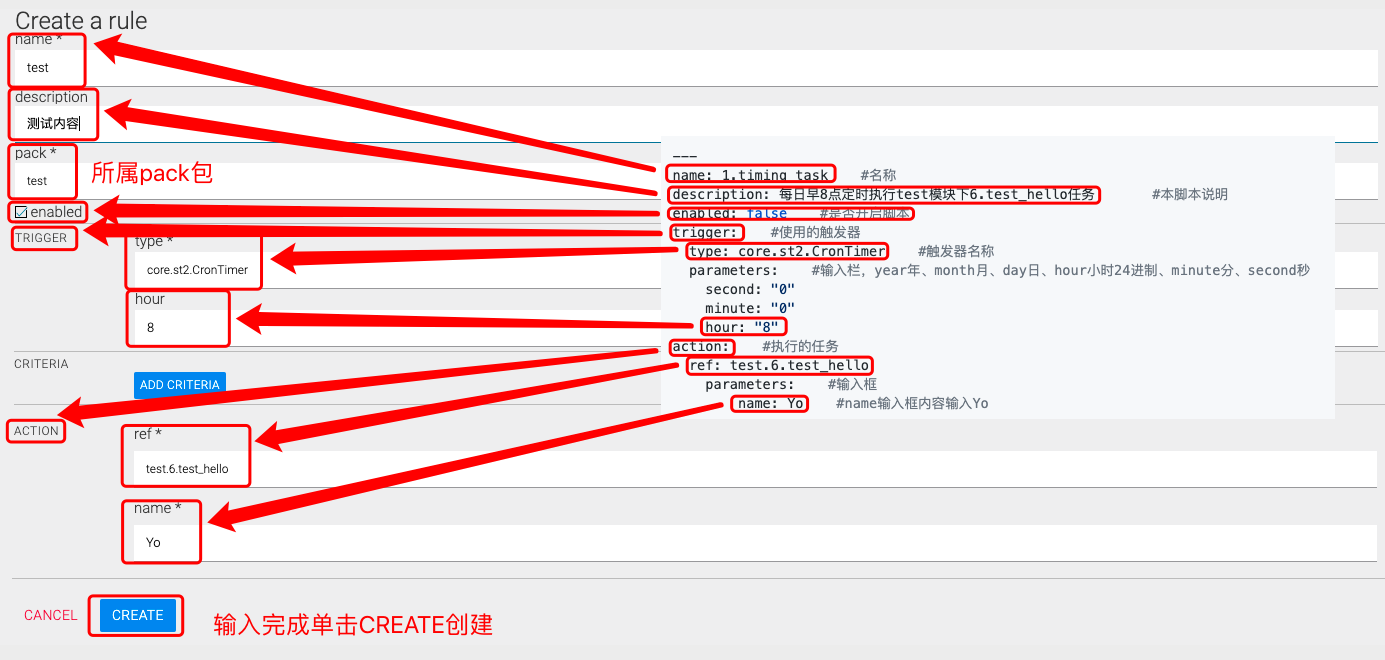 Create a rule
name *
test
description
测试内容
pack *
test
所属pack包
enabled
TRIGGER
type *
core.st2.CronTimer
hour
8
CRITERIA
ADD CRITERIA
ACTION
ref *
test.6.test_hello
name *
Yo
CANCEL
CREATE
输入完成单击CREATE创建
---
name: 1.timing_task #名称
description: 每日早8点定时执行test模块下6.test_hello任务 #本脚本说明
enabled: false #是否开启脚本
trigger: #使用的触发器
type: core.st2.CronTimer #触发器名称
parameters: #输入栏，year年、month月、day日、hour小时24进制、minute分、second秒
second: "0"
minute: "0"
hour: "8"
action: #执行的任务
ref: test.6.test_hello
parameters: #输入框
name: Yo #name输入框内容输入Yo